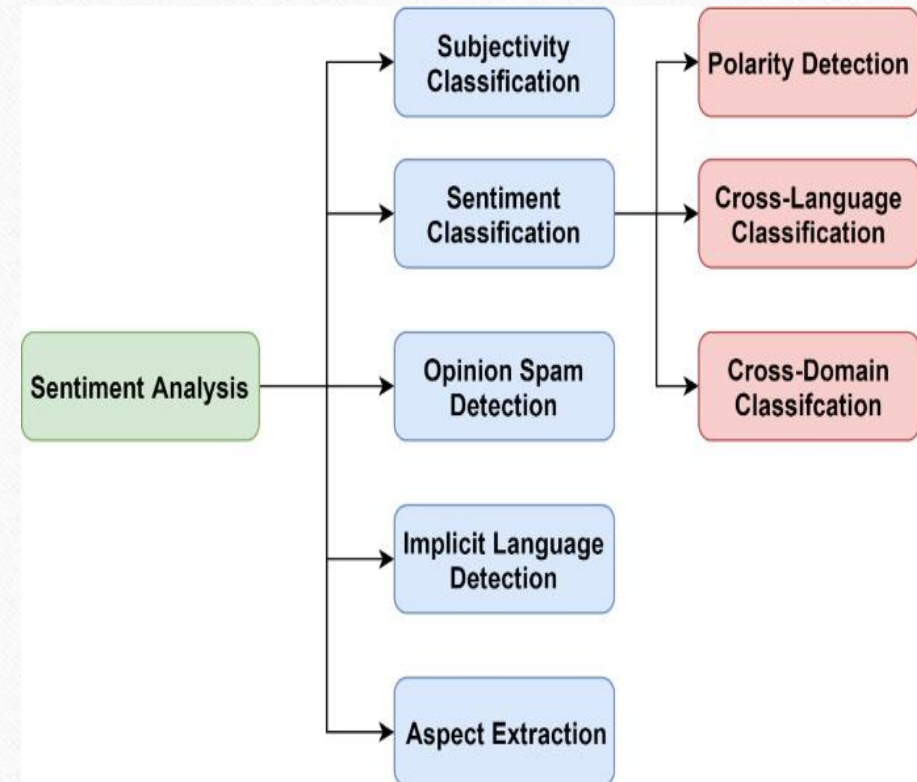 Subjectivity
Classification
Polarity Detection
Sentiment
Classification
Cross-Language
Classification
Sentiment Analysis
Opinion Spam
Detection
Cross-Domain
Classifcation
Implicit Language
Detection
Aspect Extraction